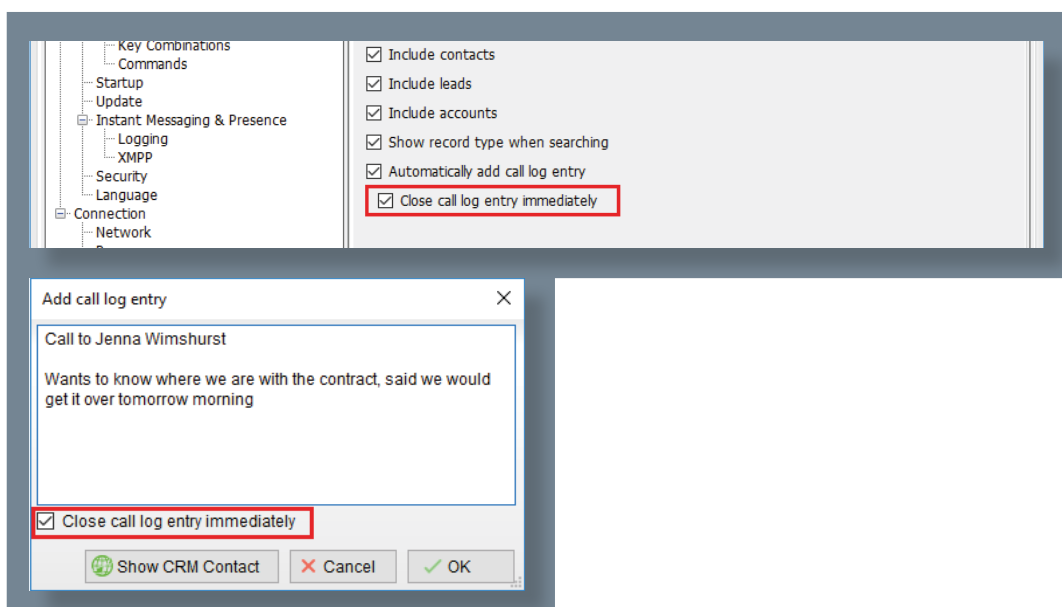 Key Combinations
Commands
Startup
Update
Instant Messaging & Presence
Logging
XMPP
Security
Language
Connection
Network
Include contacts
Include leads
Include accounts
Show record type when searching
Automatically add call log entry
Close call log entry immediately
Add call log entry
Call to Jenna Wimshurst
Wants to know where we are with the contract, said we would
get it over tomorrow morning
Close call log entry immediately
Show CRM Contact
Cancel
OK